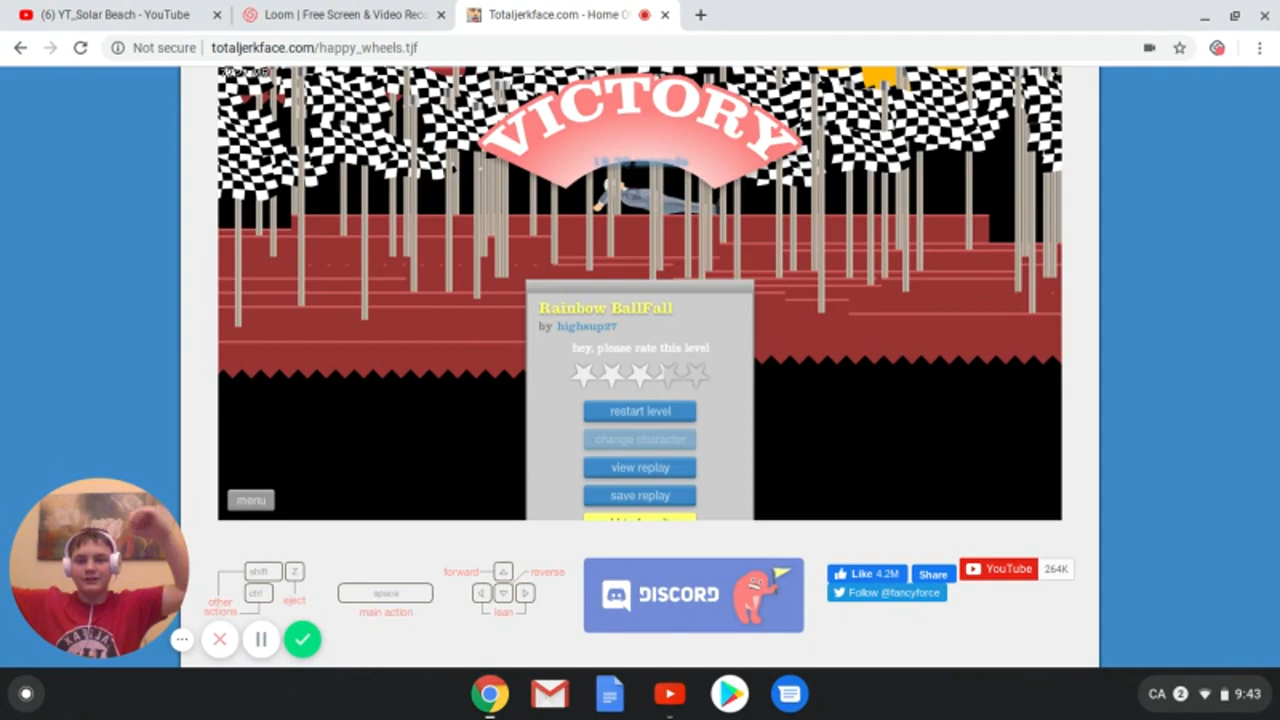 (6) YT_Solar Beach - YouTube
Loom | Free Screen & Video Rec
Totaljerkface.com - Home O
Not secure
totaljerkface.com/happy_wheels.tjf
VICTORY
Rainbow BallFall
by highsup27
hey, please rate this level
restart level
change character
view replay
save replay
menu
shift Z
ctrl
other actions
eject
space
main action
forward
reverse
lean
DISCORD
Like 4.2M
Share
YouTube 264K
Follow @fancyforce
CA 2 9:43